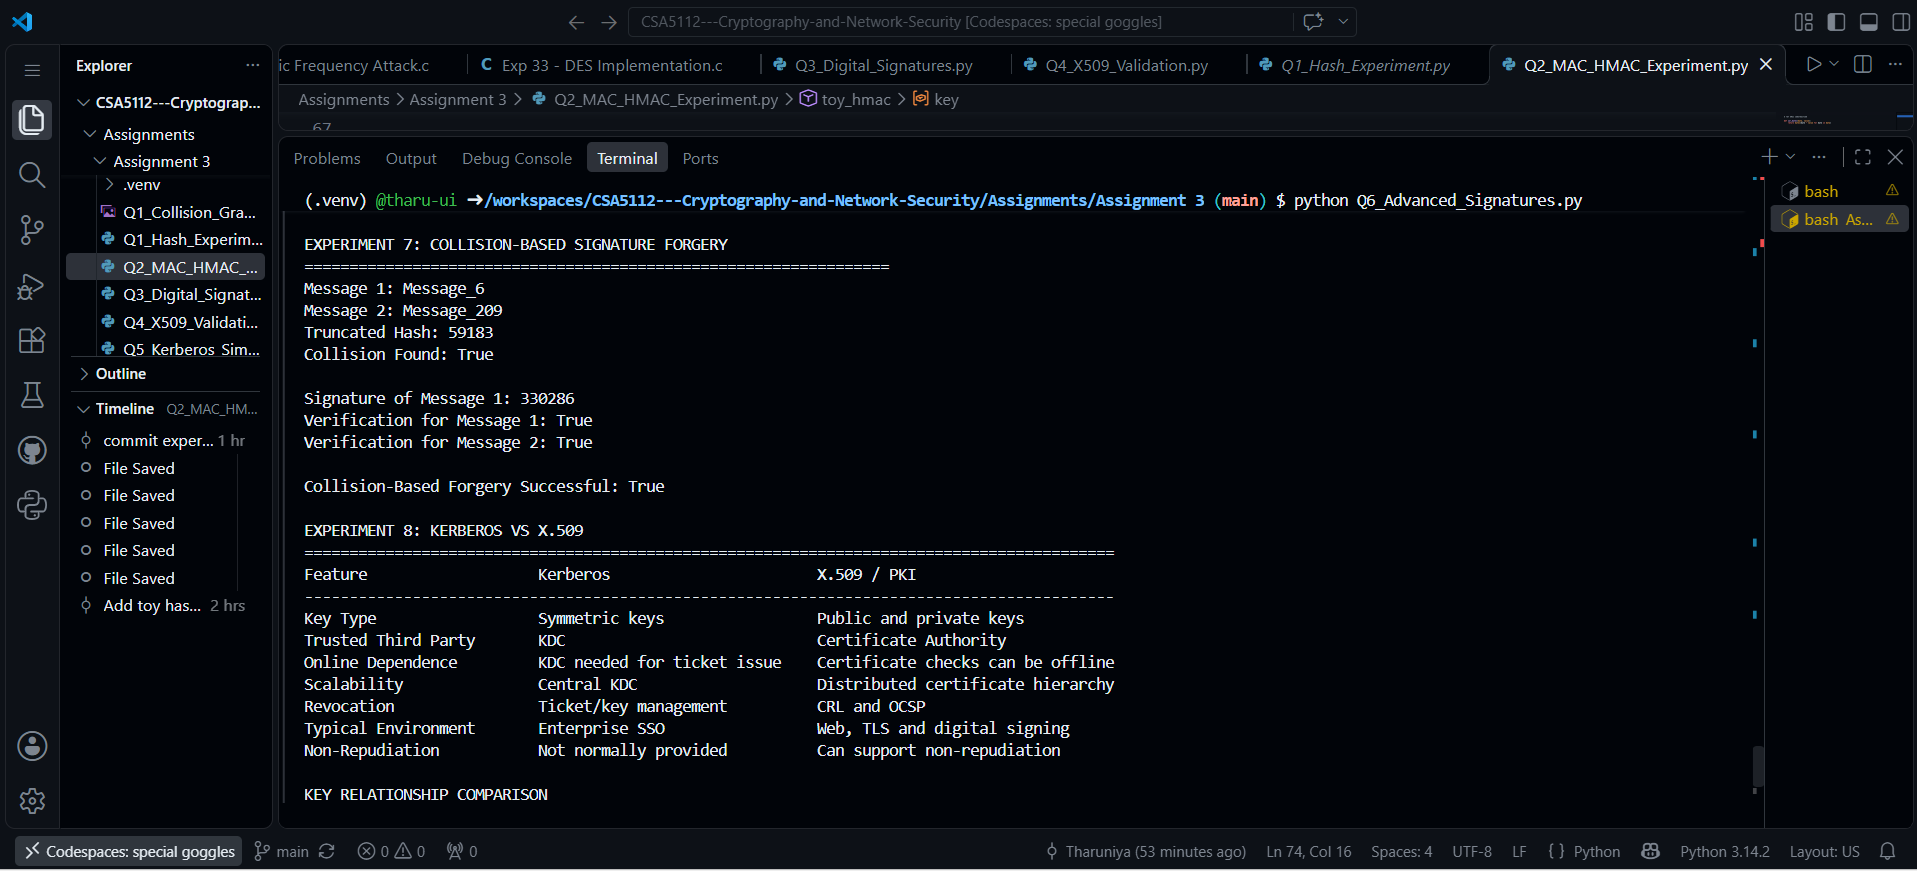 CSA5112---Cryptography-and-Network-Security [Codespaces: special goggles]
Explorer
CSA5112---Cryptograp...
Assignments
Assignment 3
.venv
Q1_Collision_Gra...
Q1_Hash_Experim...
Q2_MAC_HMAC_...
Q3_Digital_Signat...
Q4_X509_Validati...
Q5_Kerberos_Sim...
Outline
Timeline Q2_MAC_HM...
commit exper... 1 hr
File Saved
File Saved
File Saved
File Saved
File Saved
Add toy has... 2 hrs
ic Frequency Attack.c
C Exp 33 - DES Implementation.c
Q3_Digital_Signatures.py
Q4_X509_Validation.py
Q1_Hash_Experiment.py
Q2_MAC_HMAC_Experiment.py
Assignments > Assignment 3 > Q2_MAC_HMAC_Experiment.py > toy_hmac > key
67
Problems Output Debug Console Terminal Ports
(.venv) @tharu-ui ➜/workspaces/CSA5112---Cryptography-and-Network-Security/Assignments/Assignment 3 (main) $ python Q6_Advanced_Signatures.py
EXPERIMENT 7: COLLISION-BASED SIGNATURE FORGERY
=================================================================
Message 1: Message_6
Message 2: Message_209
Truncated Hash: 59183
Collision Found: True
Signature of Message 1: 330286
Verification for Message 1: True
Verification for Message 2: True
Collision-Based Forgery Successful: True
EXPERIMENT 8: KERBEROS VS X.509
==========================================================================================
Feature Kerberos X.509 / PKI
------------------------------------------------------------------------------------------
Key Type Symmetric keys Public and private keys
Trusted Third Party KDC Certificate Authority
Online Dependence KDC needed for ticket issue Certificate checks can be offline
Scalability Central KDC Distributed certificate hierarchy
Revocation Ticket/key management CRL and OCSP
Typical Environment Enterprise SSO Web, TLS and digital signing
Non-Repudiation Not normally provided Can support non-repudiation
KEY RELATIONSHIP COMPARISON
bash
bash As...
Codespaces: special goggles main 0 0 0 Tharuniya (53 minutes ago) Ln 74, Col 16 Spaces: 4 UTF-8 LF { } Python Python 3.14.2 Layout: US